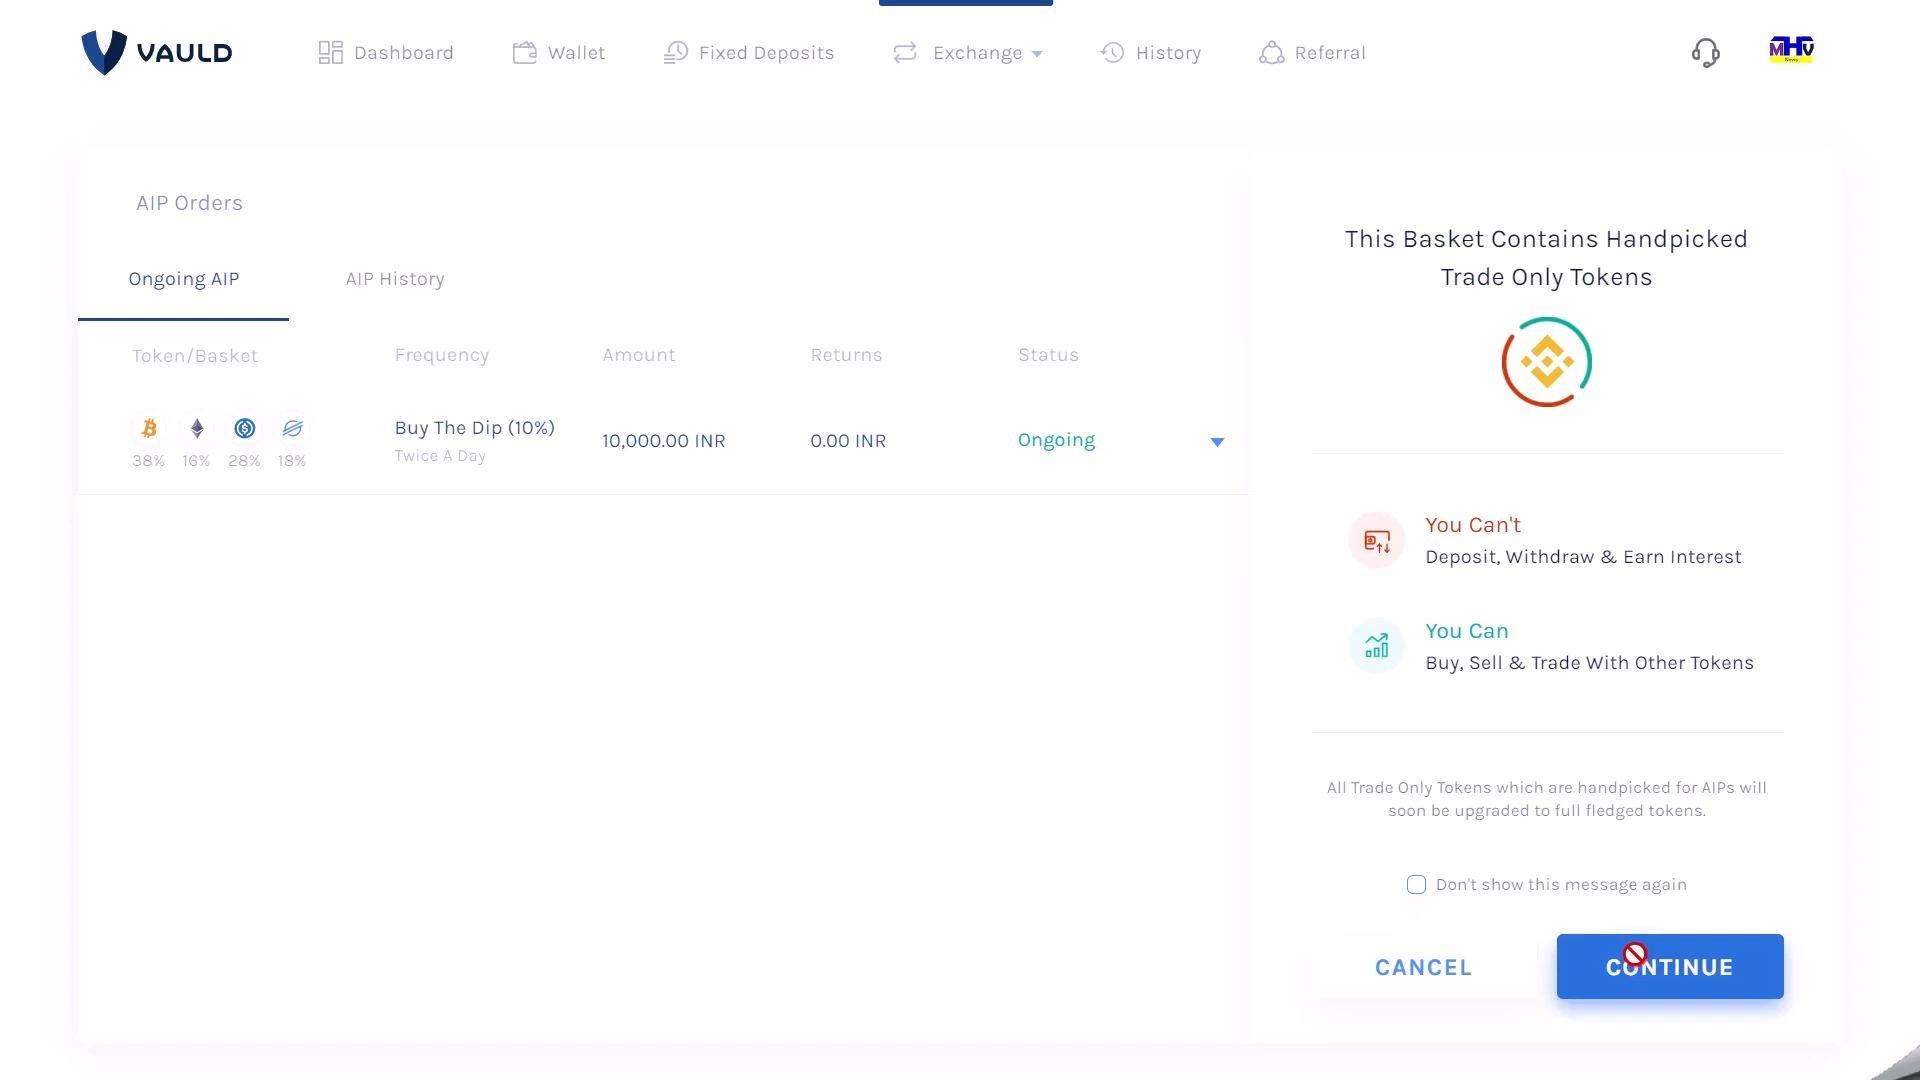 VAULD
Dashboard
Wallet
Fixed Deposits
Exchange
History
Referral
MHV
News
AIP Orders
Ongoing AIP
AIP History
Token/Basket
Frequency
Amount
Returns
Status
38%
16%
28%
18%
Buy The Dip (10%)
Twice A Day
10,000.00 INR
0.00 INR
Ongoing
This Basket Contains Handpicked
Trade Only Tokens
You Can't
Deposit, Withdraw & Earn Interest
You Can
Buy, Sell & Trade With Other Tokens
All Trade Only Tokens which are handpicked for AIPs will
soon be upgraded to full fledged tokens.
Don't show this message again
CANCEL
CONTINUE